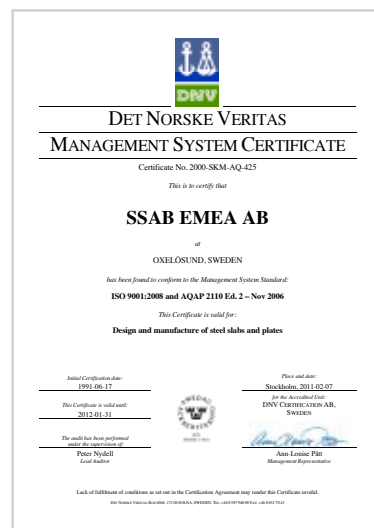 DNV
DET NORSKE VERITAS
MANAGEMENT SYSTEM CERTIFICATE
Certificate No. 2000-SKM-AQ-425
This is to certify that
SSAB EMEA AB
at
OXELÖSUND, SWEDEN
has been found to conform to the Management System Standard:
ISO 9001:2008 and AQAP 2110 Ed. 2 – Nov 2006
This Certificate is valid for:
Design and manufacture of steel slabs and plates
Initial Certification date:
1991-06-17
This Certificate is valid until:
2012-01-31
The audit has been performed
under the supervision of:
Peter Nydell
Lead Auditor
Place and date:
Stockholm, 2011-02-07
for the Accredited Unit:
DNV CERTIFICATION AB,
SWEDEN
Ann-Louise Pått
Management Representative
Lack of fulfilment of conditions as set out in the Certification Agreement may render this Certificate invalid.